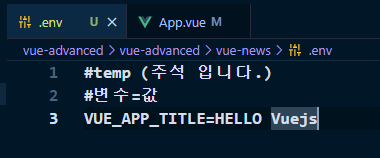 .env
App.vue M
vue-advanced > vue-advanced > vue-news > .env
1 #temp (주석 입니다.)
2 #변수=값
3 VUE_APP_TITLE=HELLO Vuejs